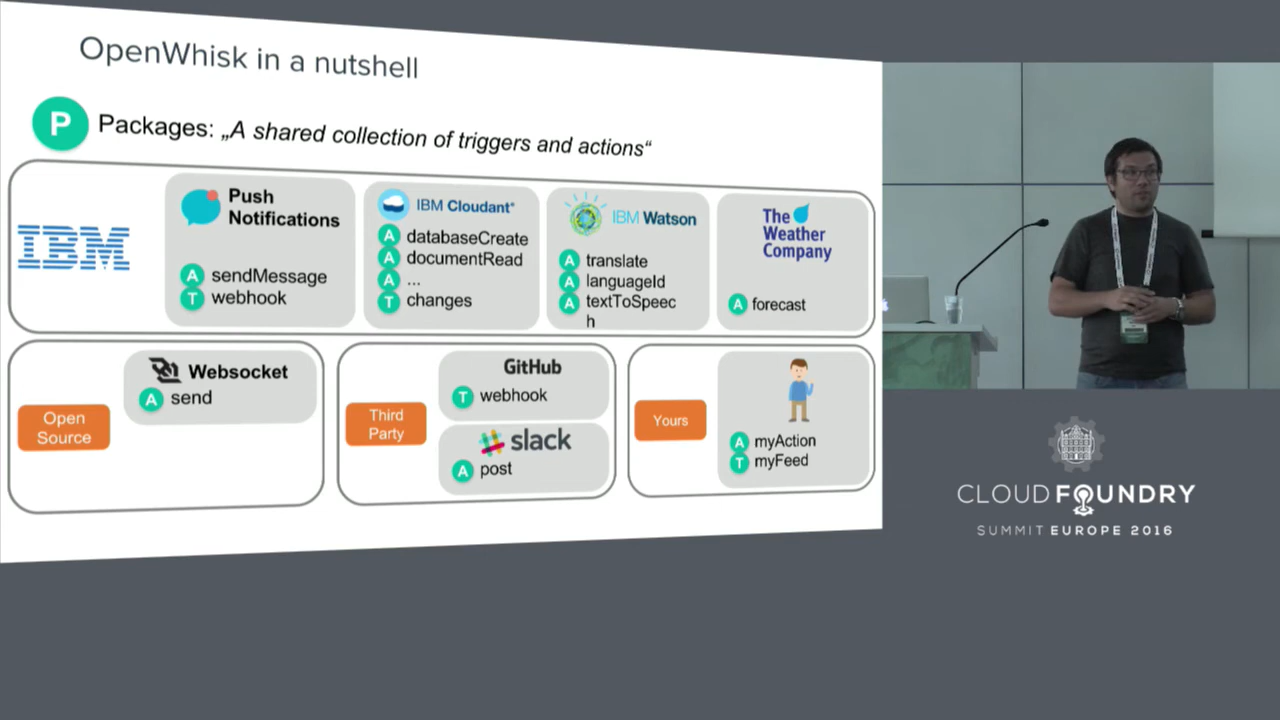 OpenWhisk in a nutshell
P
Packages: „A shared collection of triggers and actions“
IBM
Push
Notifications
A sendMessage
T webhook
IBM Cloudant®
A databaseCreate
A documentRead
A ...
T changes
IBM Watson
A translate
A languageId
A textToSpeec
h
The
Weather
Company
A forecast
Open
Source
Websocket
A send
Third
Party
GitHub
T webhook
slack
A post
Yours
A myAction
T myFeed
CLOUD FOUNDRY
SUMMIT EUROPE 2016